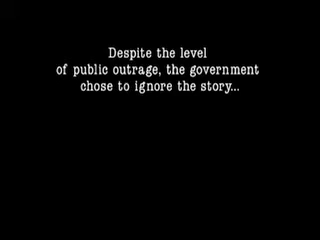 Despite the level
of public outrage, the government
chose to ignore the story...